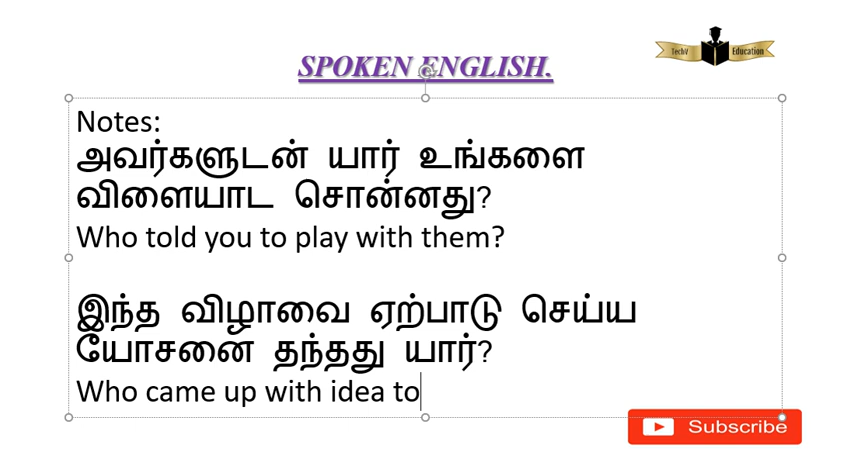 TechV Education
SPOKEN ENGLISH.
Notes:
அவர்களுடன் யார் உங்களை
விளையாட சொன்னது?
Who told you to play with them?
இந்த விழாவை ஏற்பாடு செய்ய
யோசனை தந்தது யார்?
Who came up with idea to
Subscribe